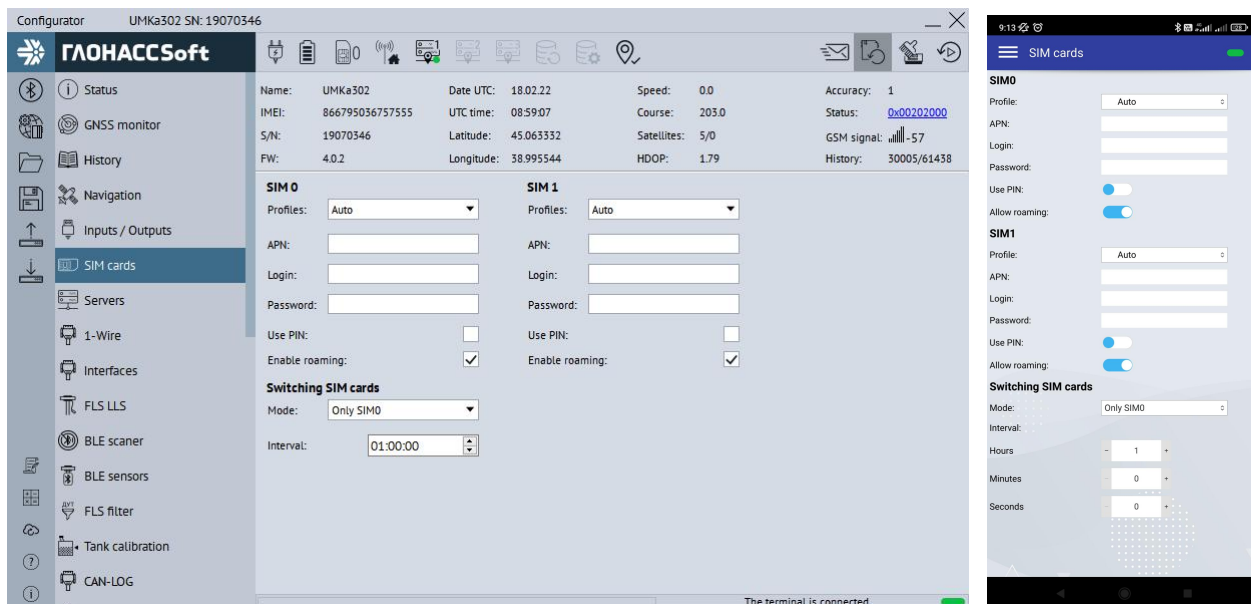 Configurator UMKa302 SN: 19070346
ГЛОНАССSoft
0
1 2 3
Status
GNSS monitor
History
Navigation
Inputs / Outputs
SIM cards
Servers
1-Wire
Interfaces
FLS LLS
BLE scaner
BLE sensors
FLS filter
Tank calibration
CAN-LOG
Name: UMKa302 Date UTC: 18.02.22 Speed: 0.0 Accuracy: 1
IMEI: 866795036757555 UTC time: 08:59:07 Course: 203.0 Status: 0x00202000
S/N: 19070346 Latitude: 45.063332 Satellites: 5/0 GSM signal: -57
FW: 4.0.2 Longitude: 38.995544 HDOP: 1.79 History: 30005/61438
SIM 0 SIM 1
Profiles: Auto Profiles: Auto
APN: APN:
Login: Login:
Password: Password:
Use PIN: Use PIN:
Enable roaming: Enable roaming:
Switching SIM cards
Mode: Only SIM0
Interval: 01:00:00
The terminal is connected
9:13
SIM cards
SIM0
Profile: Auto
APN:
Login:
Password:
Use PIN:
Allow roaming:
SIM1
Profile: Auto
APN:
Login:
Password:
Use PIN:
Allow roaming:
Switching SIM cards
Mode: Only SIM0
Interval:
Hours - 1 +
Minutes - 0 +
Seconds - 0 +